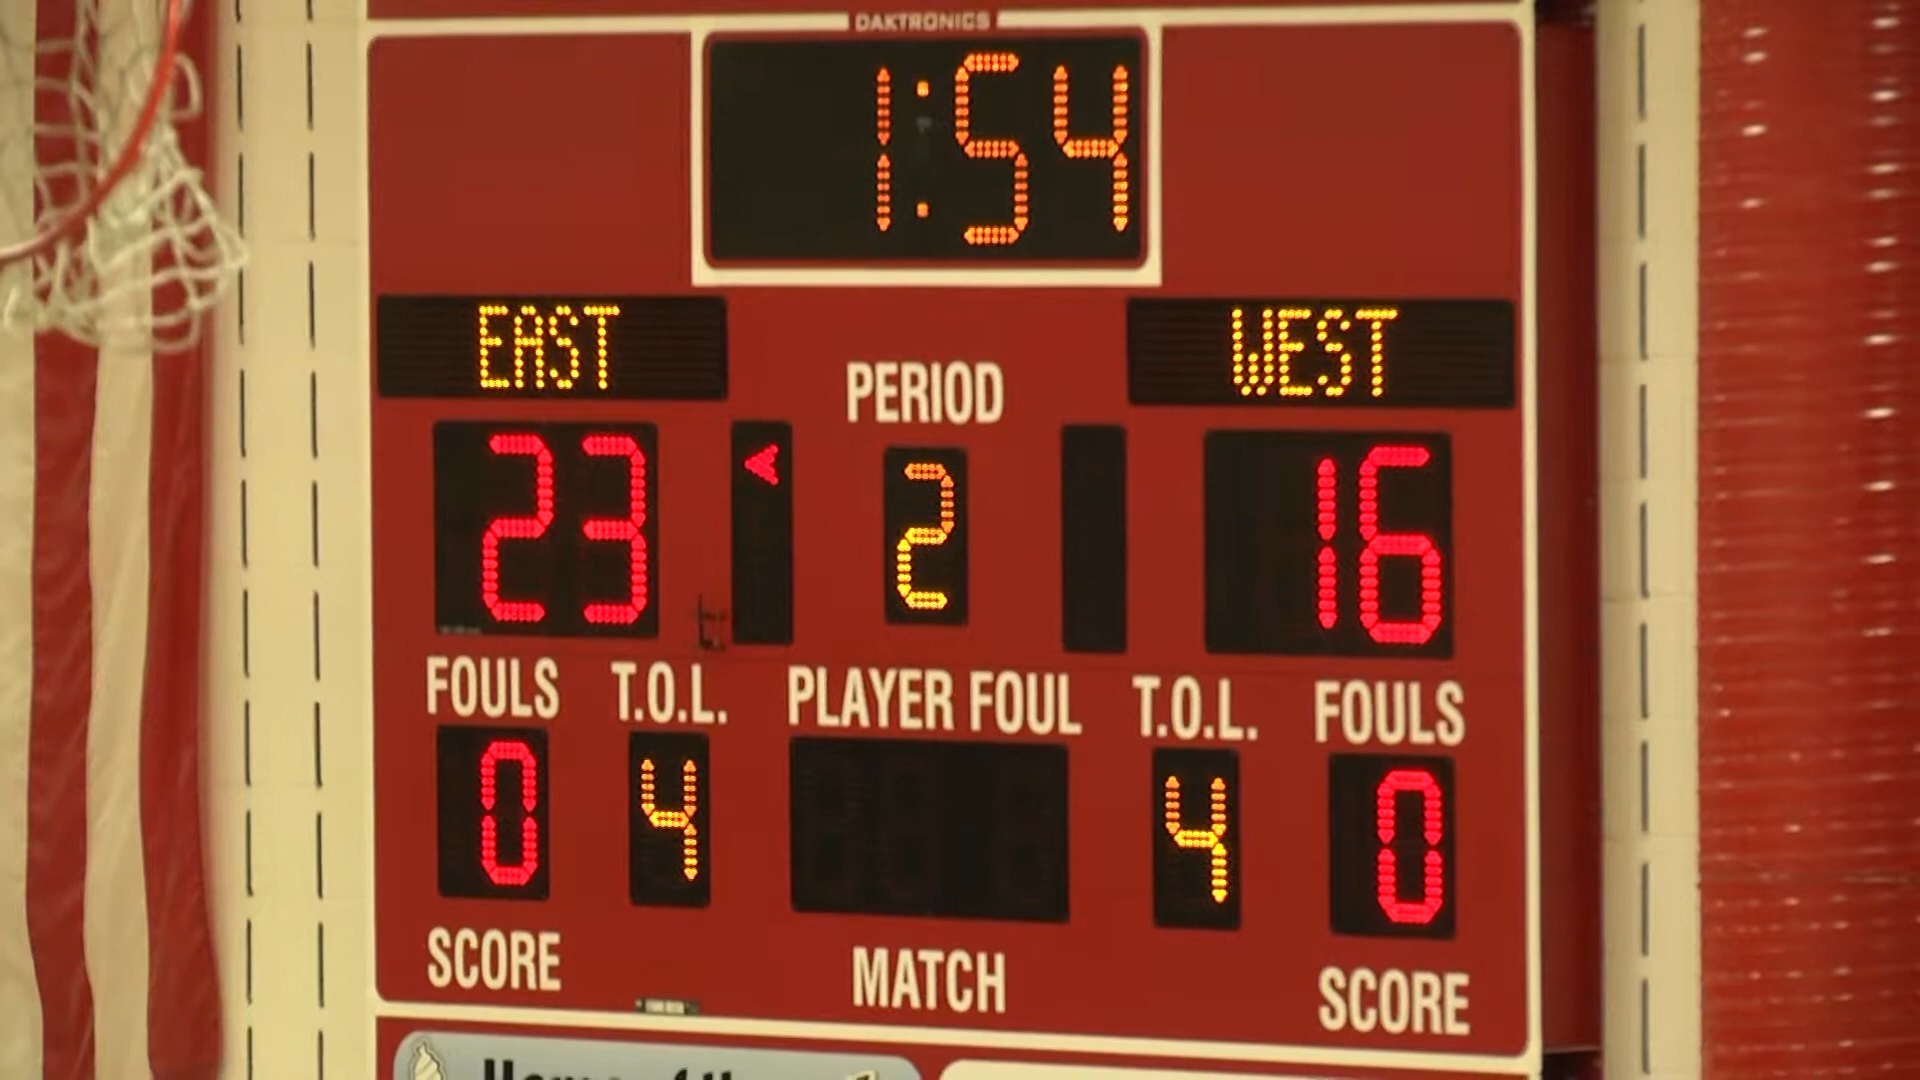 DAKTRONICS
1:54
EAST
WEST
PERIOD
23
2
16
FOULS T.O.L. PLAYER FOUL T.O.L. FOULS
0 4 4 0
SCORE MATCH SCORE